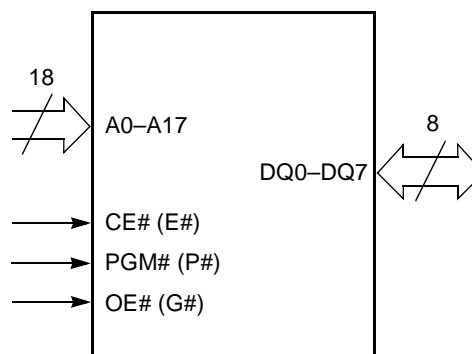 18
A0–A17
8
DQ0–DQ7
CE# (E#)
PGM# (P#)
OE# (G#)